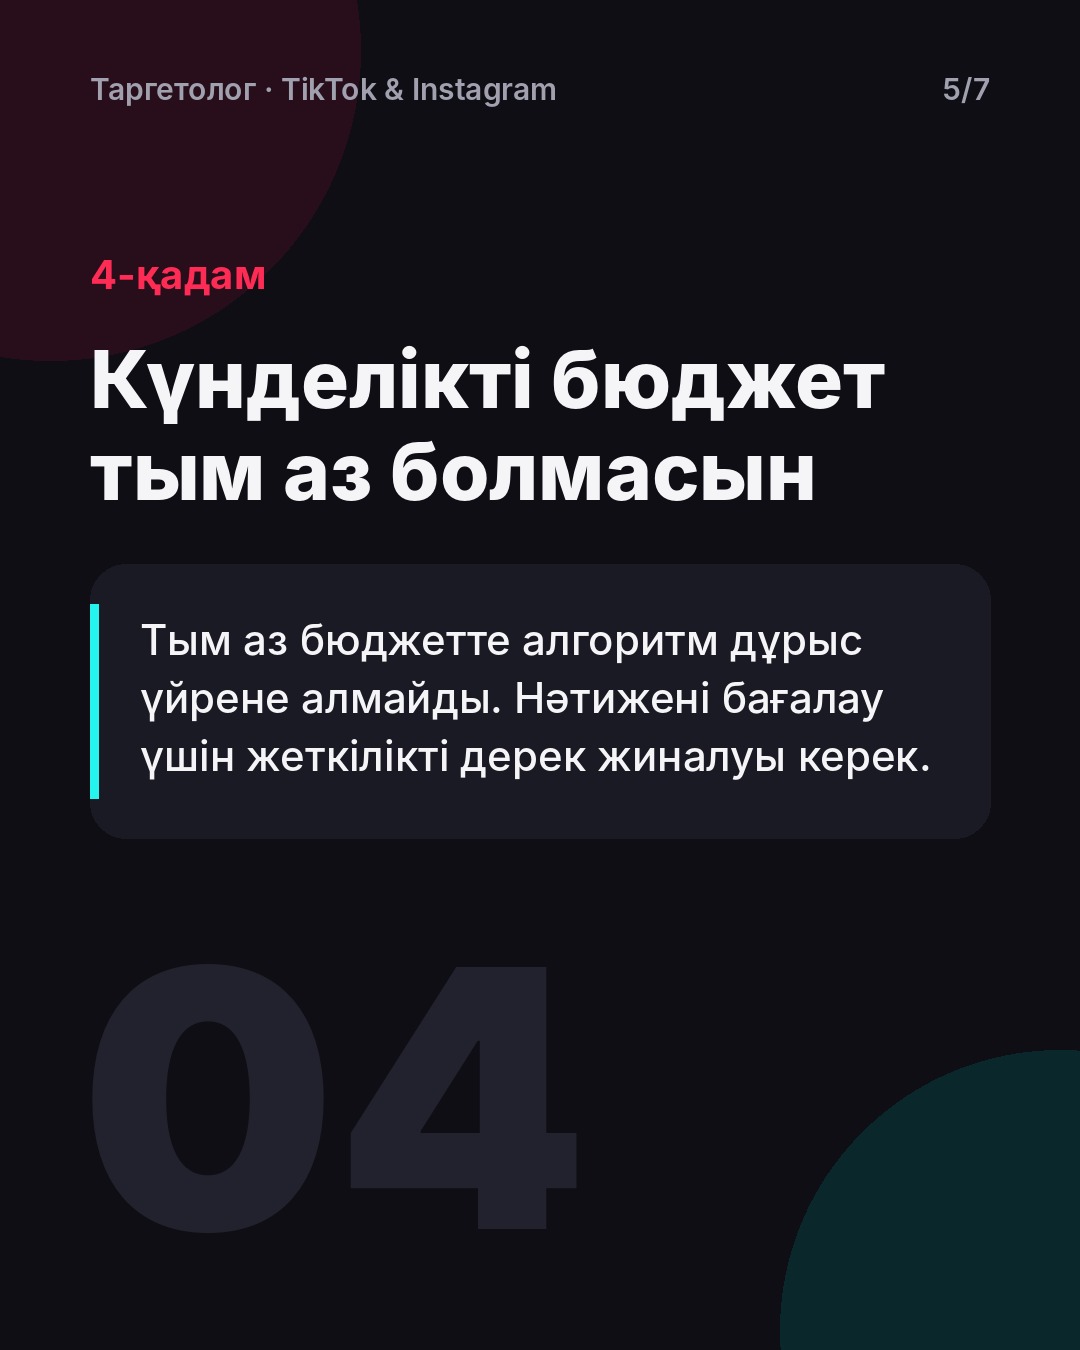 Таргетолог · TikTok & Instagram
5/7
4-қадам
Күнделікті бюджет
тым аз болмасын
Тым аз бюджетте алгоритм дұрыс
үйрене алмайды. Нәтижені бағалау
үшін жеткілікті дерек жиналуы керек.
04